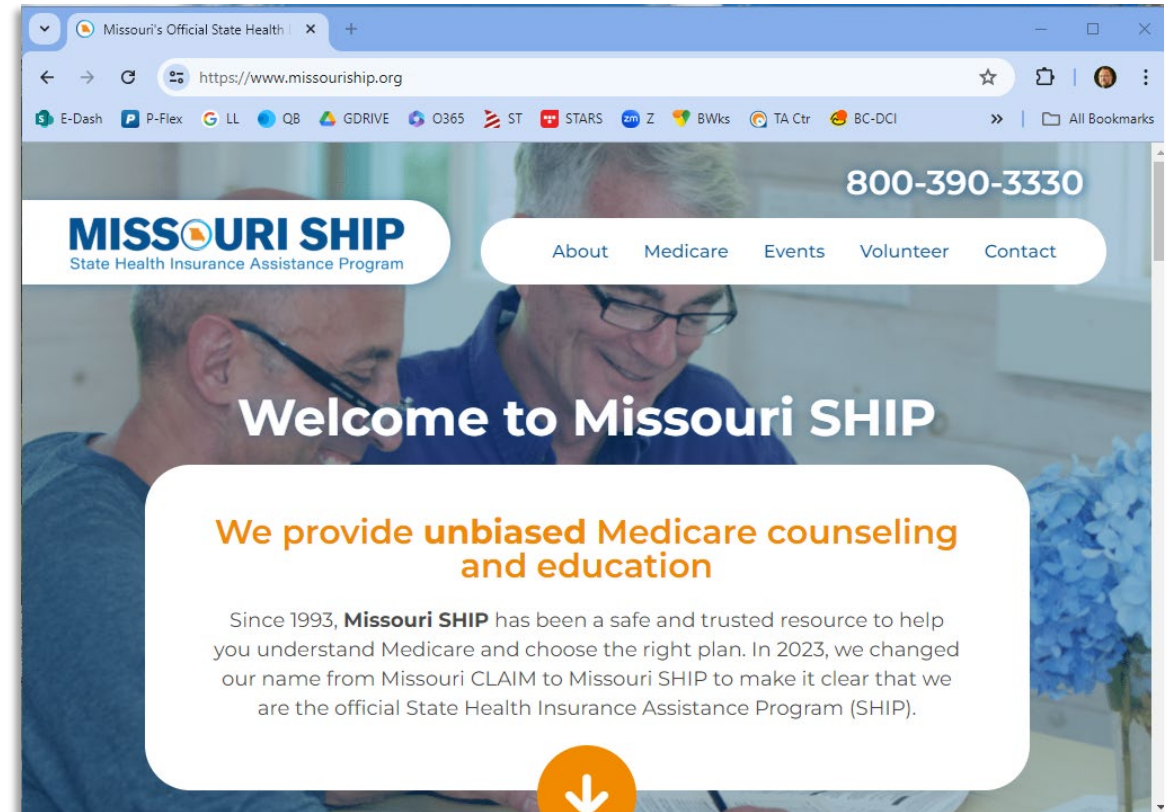 Missouri's Official State Health
https://www.missouriship.org
E-Dash P-Flex LL QB GDRIVE O365 ST STARS Z BWks TA Ctr BC-DCI » All Bookmarks
800-390-3330
MISSOURI SHIP
State Health Insurance Assistance Program
About Medicare Events Volunteer Contact
Welcome to Missouri SHIP
We provide unbiased Medicare counseling
and education
Since 1993, Missouri SHIP has been a safe and trusted resource to help
you understand Medicare and choose the right plan. In 2023, we changed
our name from Missouri CLAIM to Missouri SHIP to make it clear that we
are the official State Health Insurance Assistance Program (SHIP).